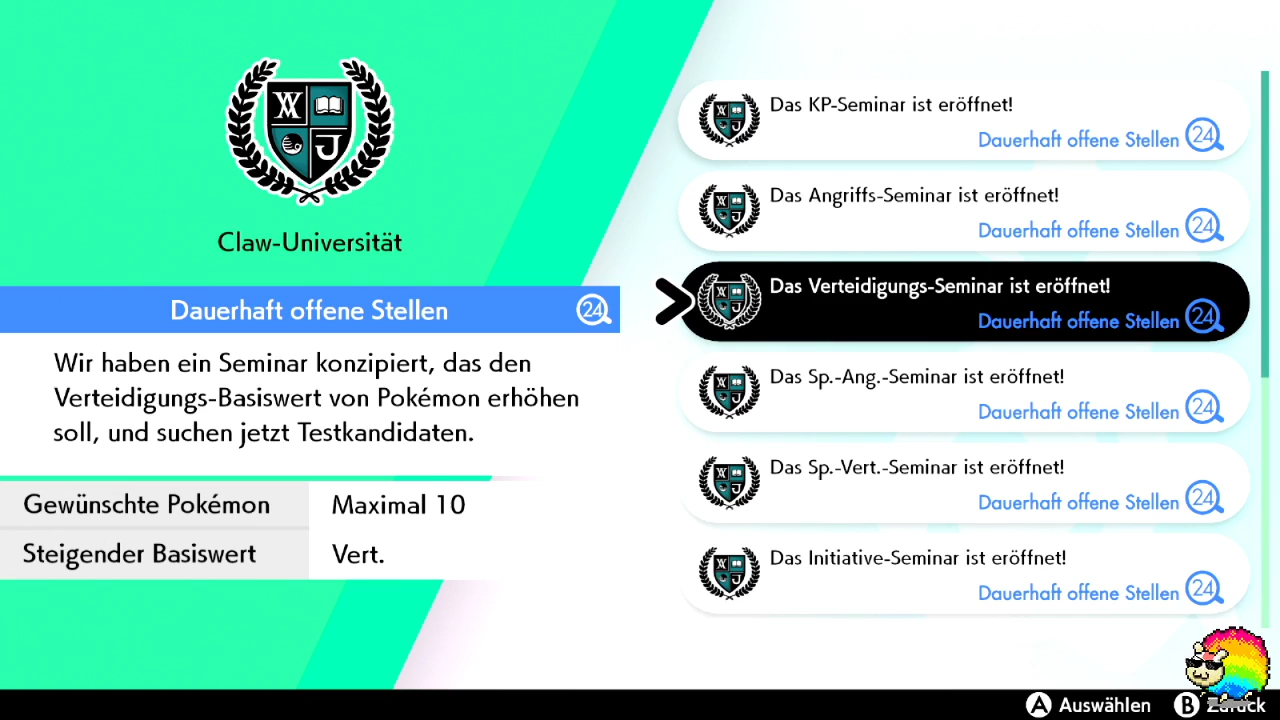 Claw-Universität
Dauerhaft offene Stellen 24
Wir haben ein Seminar konzipiert, das den
Verteidigungs-Basiswert von Pokémon erhöhen
soll, und suchen jetzt Testkandidaten.
Gewünschte Pokémon Maximal 10
Steigender Basiswert Vert.
Das KP-Seminar ist eröffnet!
Dauerhaft offene Stellen 24
Das Angriffs-Seminar ist eröffnet!
Dauerhaft offene Stellen 24
Das Verteidigungs-Seminar ist eröffnet!
Dauerhaft offene Stellen 24
Das Sp.-Ang.-Seminar ist eröffnet!
Dauerhaft offene Stellen 24
Das Sp.-Vert.-Seminar ist eröffnet!
Dauerhaft offene Stellen 24
Das Initiative-Seminar ist eröffnet!
Dauerhaft offene Stellen 24
A Auswählen B Zurück